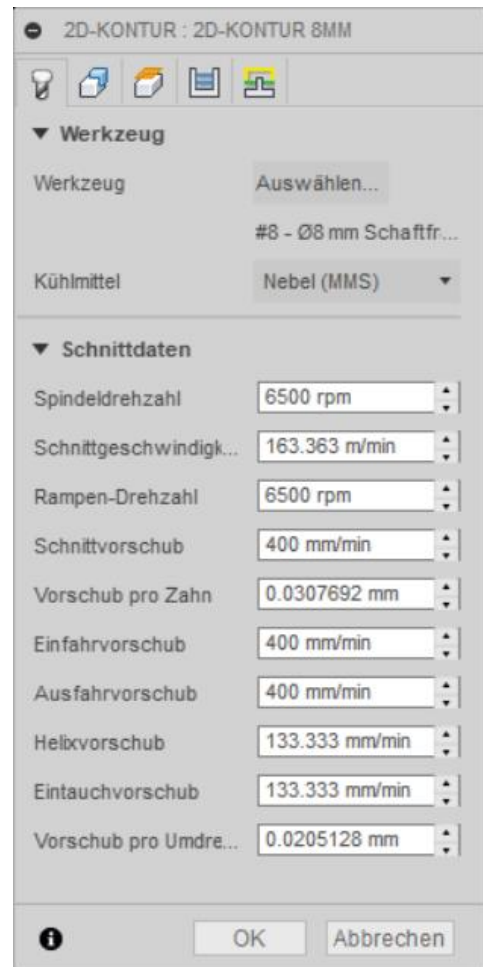 2D-KONTUR : 2D-KONTUR 8MM
Werkzeug
Werkzeug Auswählen...
#8 - Ø8 mm Schaftfr...
Kühlmittel Nebel (MMS)
Schnittdaten
Spindeldrehzahl 6500 rpm
Schnittgeschwindigk... 163.363 m/min
Rampen-Drehzahl 6500 rpm
Schnittvorschub 400 mm/min
Vorschub pro Zahn 0.0307692 mm
Einfahrvorschub 400 mm/min
Ausfahrvorschub 400 mm/min
Helixvorschub 133.333 mm/min
Eintauchvorschub 133.333 mm/min
Vorschub pro Umdre... 0.0205128 mm
OK Abbrechen